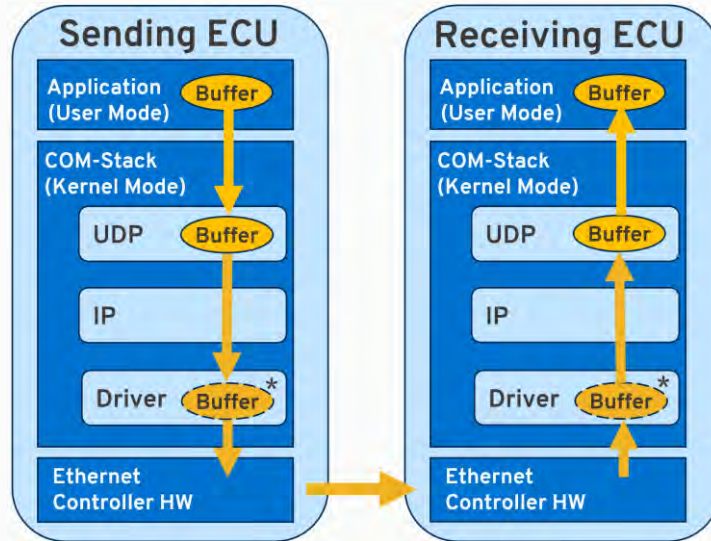 Sending ECU
Application
(User Mode)
Buffer
COM-Stack
(Kernel Mode)
UDP
Buffer
IP
Driver
Buffer
*
Ethernet
Controller HW
Receiving ECU
Application
(User Mode)
Buffer
COM-Stack
(Kernel Mode)
UDP
Buffer
IP
Driver
Buffer
*
Ethernet
Controller HW